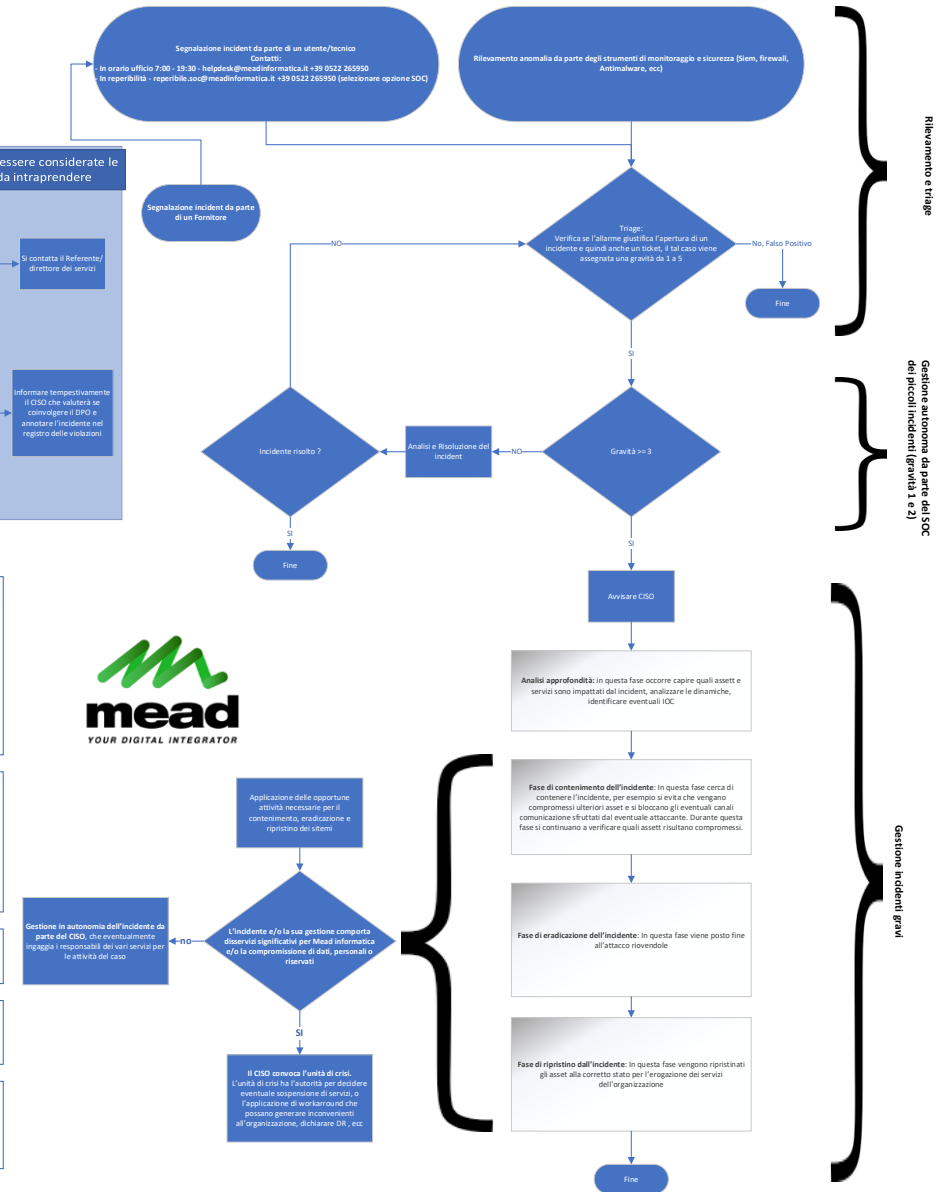 Segnalazione incident da parte di un utente/tecnico
Contatti:
- In orario ufficio 7:00 - 19:30 - helpdesk@meadinformatica.it +39 0522 265950
- In reperibilità - reperibile.soc@meadinformatica.it +39 0522 265950 (selezionare opzione SOC)
Rilevamento anomalia da parte degli strumenti di monitoraggio e sicurezza (Siem, firewall,
Antimalware, ecc)
Rilevamento e triage
essere considerate le
da intraprendere
Segnalazione incident da parte
di un Fornitore
Si contatta il Referente/
direttore dei servizi
Triage:
Verifica se l'allarme giustifica l'apertura di un
incidente e quindi anche un ticket, il tal caso viene
assegnata una gravità da 1 a 5
NO
No, Falso Positivo
Fine
SI
Informare tempestivamente
il CISO che valuterà se
coinvolgere il DPO e
annotare l'incidente nel
registro delle violazioni
Incidente risolto ?
Analisi e Risoluzione del
incident
NO
Gravità >= 3
Gestione autonoma da parte del SOC
dei piccoli incidenti (gravità 1 e 2)
SI
Fine
SI
Avvisare CISO
Analisi approfondità: in questa fase occorre capire quali assett e
servizi sono impattati dal incident, analizzare le dinamiche,
identificare eventuali IOC
mead
YOUR DIGITAL INTEGRATOR
Fase di contenimento dell'incidente: In questa fase cerca di
contenere l'incidente, per esempio si evita che vengano
compromessi ulteriori asset e si bloccano gli eventuali canali
comunicazione sfruttati dal eventuale attaccante. Durante questa
fase si continuano a verificare quali assett risultano compromessi.
Applicazione delle opportune
attività necessarie per il
contenimento, eradicazione e
ripristino dei sitemi
Gestione incidenti gravi
Gestione in autonomia dell'incidente da
parte del CISO, che eventualmente
ingaggia i responsabili dei vari servizi per
le attività del caso
no
L'incidente e/o la sua gestione comporta
disservizi significativi per Mead informatica
e/o la compromissione di dati, personali o
riservati
Fase di eradicazione dell'incidente: In questa fase viene posto fine
all'attacco riovendole
SI
Il CISO convoca l'unità di crisi.
L'unità di crisi ha l'autorità per decidere
eventuale sospensione di servizi, o
l'applicazione di workarround che
possano generare inconvenienti
all'organizzazione, dichiarare DR , ecc
Fase di ripristino dall'incidente: In questa fase vengono ripristinati
gli asset alla corretto stato per l'erogazione dei servizi
dell'organizzazione
Fine